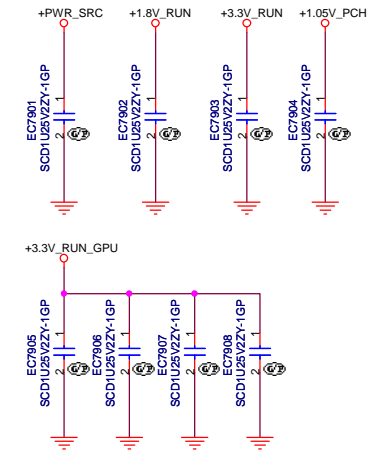 +PWR_SRC
+1.8V_RUN
+3.3V_RUN
+1.05V_PCH
EC7901
SCD1U25V2ZY-1GP
1
2
EC7902
SCD1U25V2ZY-1GP
1
2
EC7903
SCD1U25V2ZY-1GP
1
2
EC7904
SCD1U25V2ZY-1GP
1
2
+3.3V_RUN_GPU
EC7905
SCD1U25V2ZY-1GP
1
2
EC7906
SCD1U25V2ZY-1GP
1
2
EC7907
SCD1U25V2ZY-1GP
1
2
EC7908
SCD1U25V2ZY-1GP
1
2